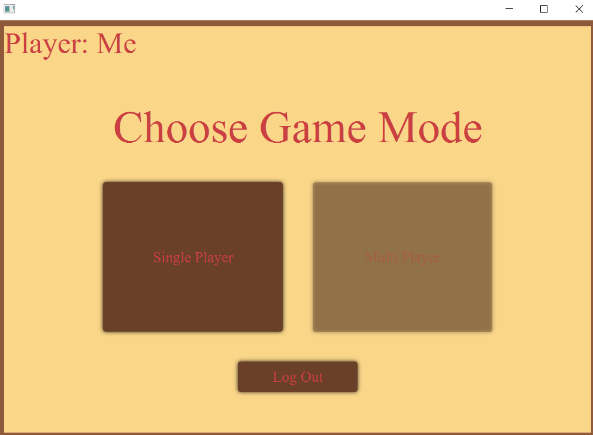 Player: Me
Choose Game Mode
Single Player
Multi Player
Log Out